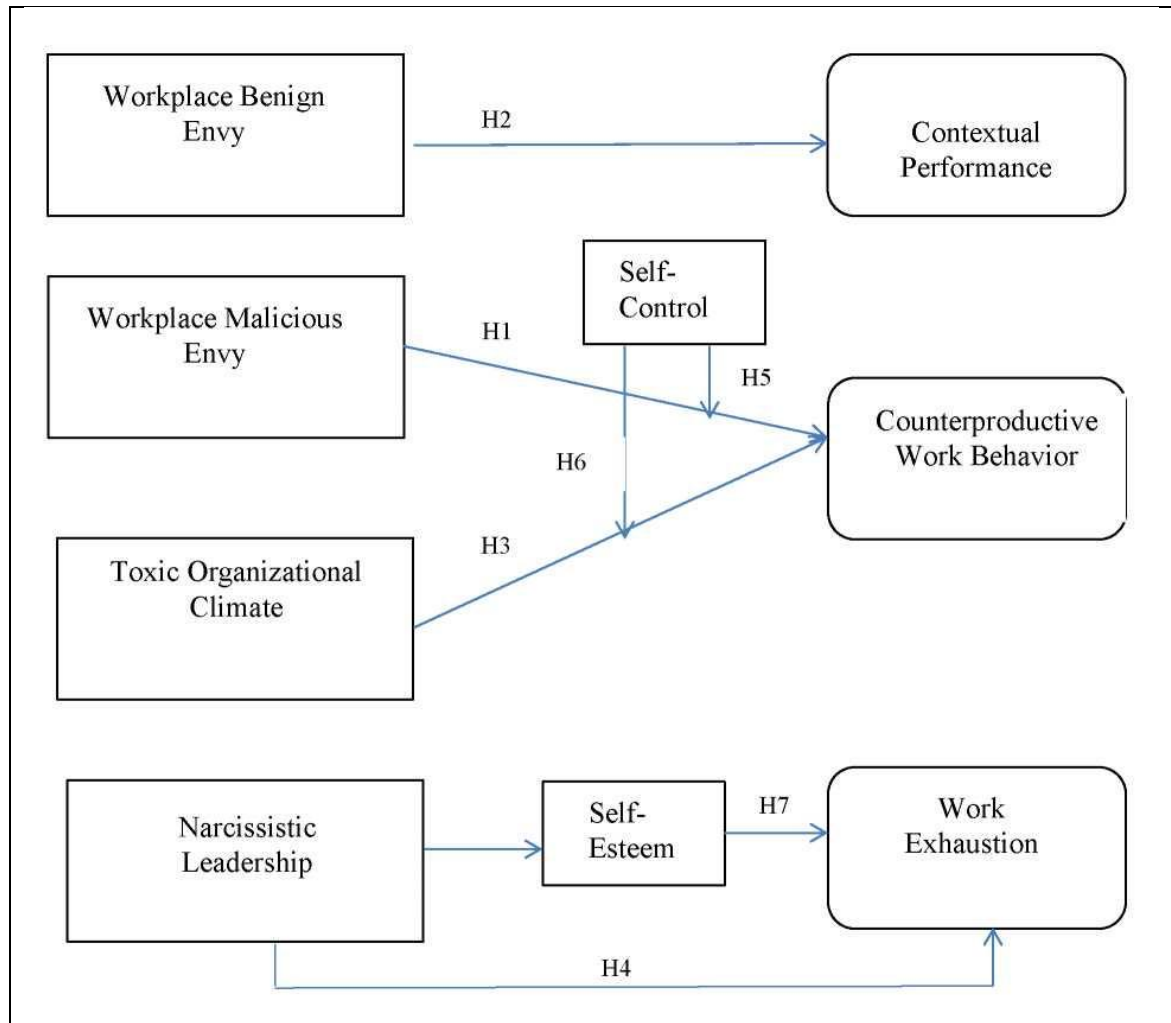 Workplace Benign
Envy
H2
Contextual
Performance
Self-
Control
Workplace Malicious
Envy
H1
H5
Counterproductive
Work Behavior
H6
H3
Toxic Organizational
Climate
Narcissistic
Leadership
Self-
Esteem
H7
Work
Exhaustion
H4